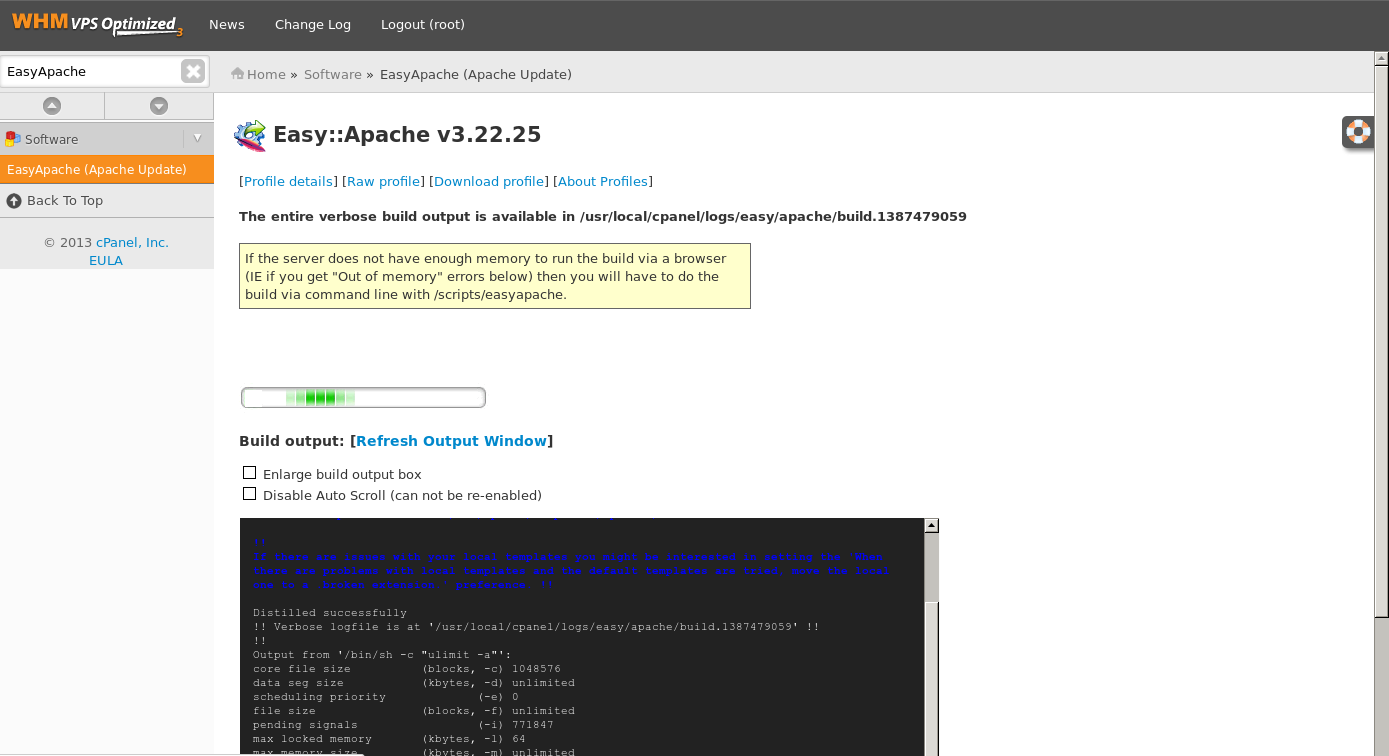 WHM VPS Optimized 3 News Change Log Logout (root)
EasyApache
Home » Software » EasyApache (Apache Update)
Software
EasyApache (Apache Update)
Back To Top
© 2013 cPanel, Inc.
EULA
Easy::Apache v3.22.25
[Profile details] [Raw profile] [Download profile] [About Profiles]
The entire verbose build output is available in /usr/local/cpanel/logs/easy/apache/build.1387479059
If the server does not have enough memory to run the build via a browser
(IE if you get "Out of memory" errors below) then you will have to do the
build via command line with /scripts/easyapache.
Build output: [Refresh Output Window]
Enlarge build output box
Disable Auto Scroll (can not be re-enabled)
Distilled successfully
!! Verbose logfile is at '/usr/local/cpanel/logs/easy/apache/build.1387479059' !!
!!
Output from '/bin/sh -c "ulimit -a"':
core file size (blocks, -c) 1048576
data seg size (kbytes, -d) unlimited
scheduling priority (-e) 0
file size (blocks, -f) unlimited
pending signals (-i) 771847
max locked memory (kbytes, -l) 64
max memory size (kbytes, -m) unlimited